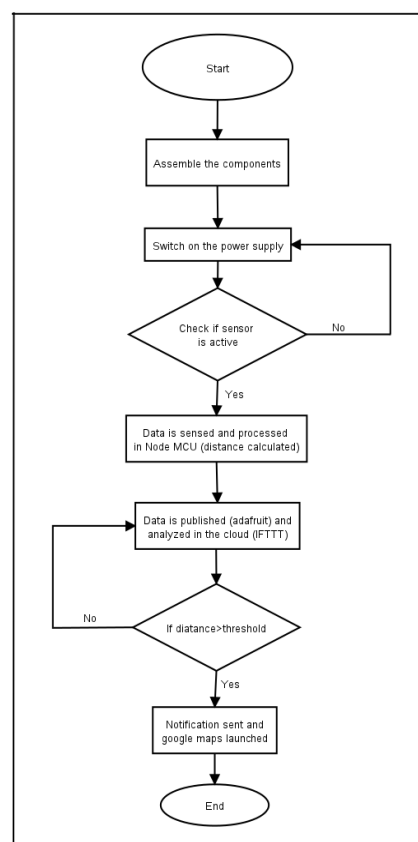 Start
Assemble the components
Switch on the power supply
Check if sensor
is active
No
Yes
Data is sensed and processed
in Node MCU (distance calculated)
Data is published (adafruit) and
analyzed in the cloud (IFTTT)
No
If diatance>threshold
Yes
Notification sent and
google maps launched
End